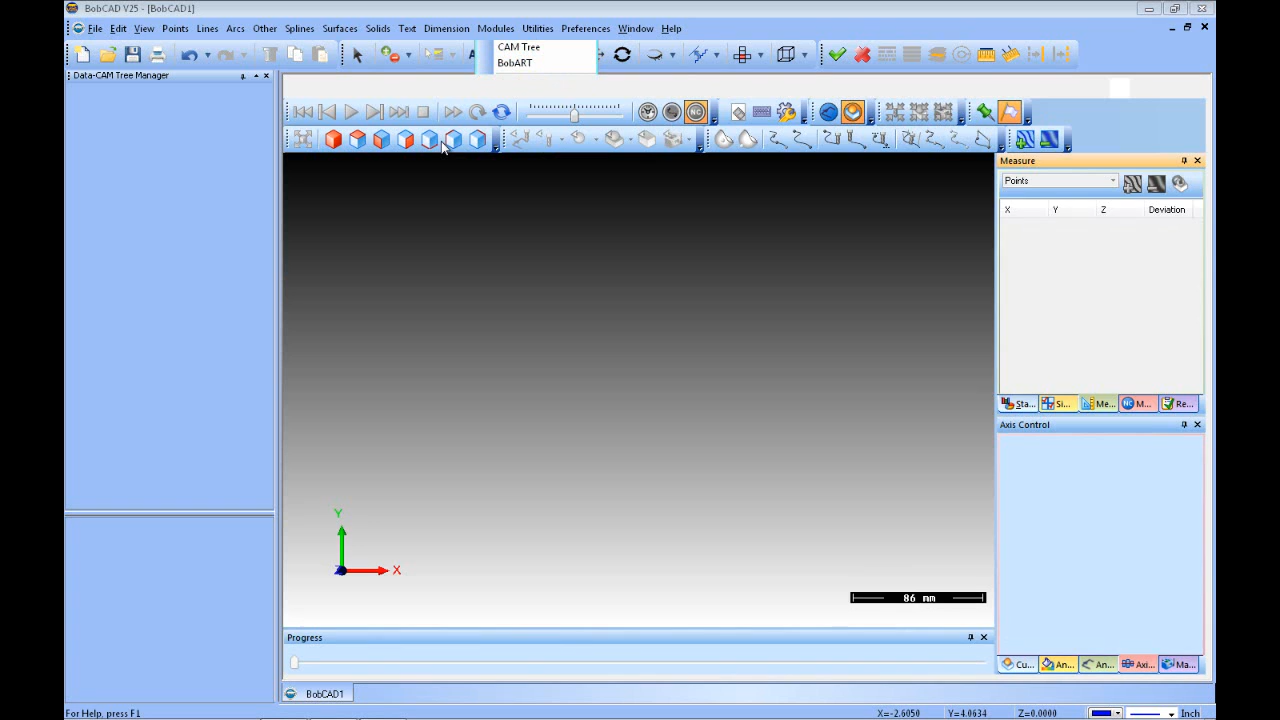 BobCAD V25 - [BobCAD1]
File Edit View Points Lines Arcs Other Splines Surfaces Solids Text Dimension Modules Utilities Preferences Window Help
CAM Tree
BobART
Data-CAM Tree Manager
NC
Measure
Points
X Y Z Deviation
Sta... Si... Me... M... Re...
Axis Control
Y
X
86 mm
Progress
Cu... An... An... Axi... Ma...
BobCAD1
For Help, press F1 X=-2.6050 Y=4.0634 Z=0.0000 Inch